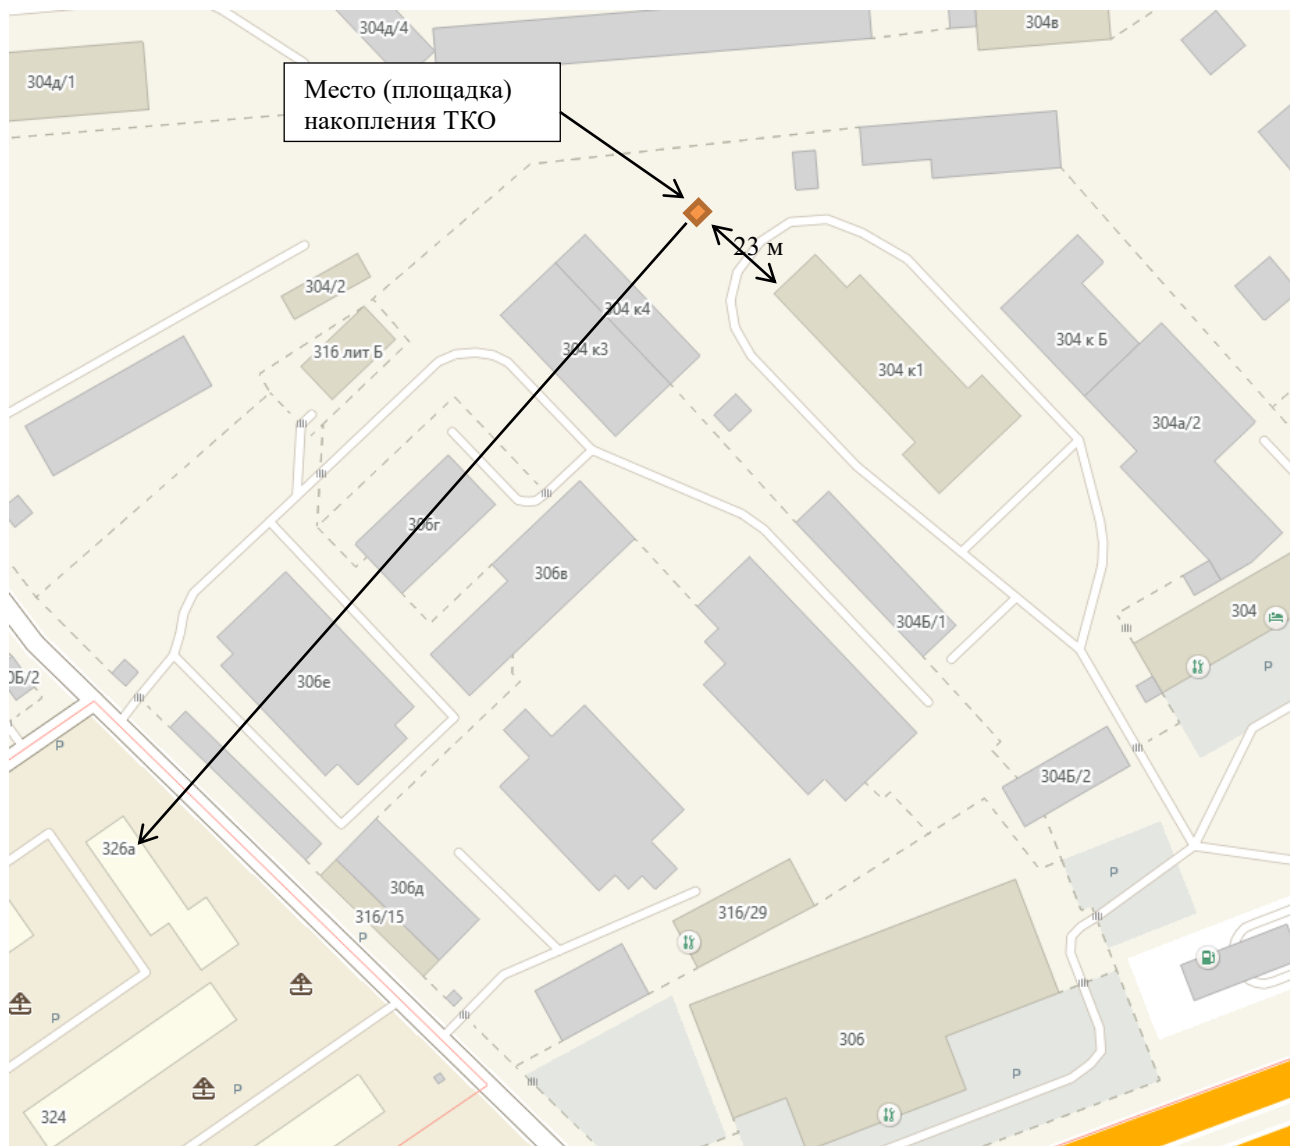 304д/4
304в
304д/1
Место (площадка)
накопления ТКО
23 м
304/2
304 к4
316 лит Б
304 к3
304 к Б
304 к1
304а/2
306г
306в
304
304Б/1
P
0Б/2
306е
P
304Б/2
326а
P
306д
316/15
316/29
P
P
306
P
P
324